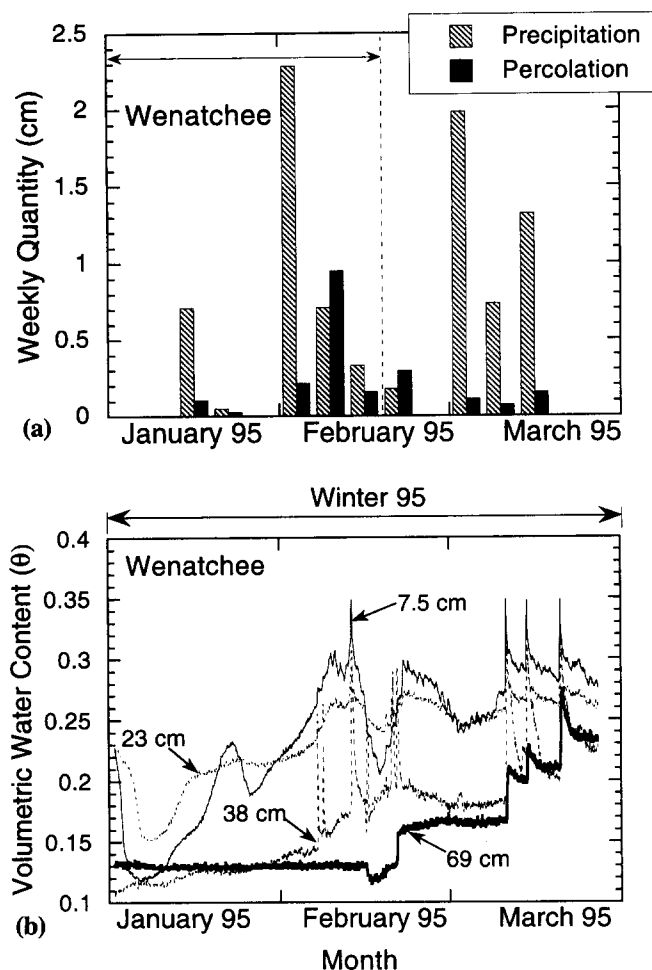 Precipitation
Percolation
Wenatchee
Weekly Quantity (cm)
2.5
2
1.5
1
0.5
0
(a)
January 95
February 95
March 95
Winter 95
Wenatchee
Volumetric Water Content (θ)
0.4
0.35
0.3
0.25
0.2
0.15
0.1
7.5 cm
23 cm
38 cm
69 cm
(b)
January 95
February 95
March 95
Month